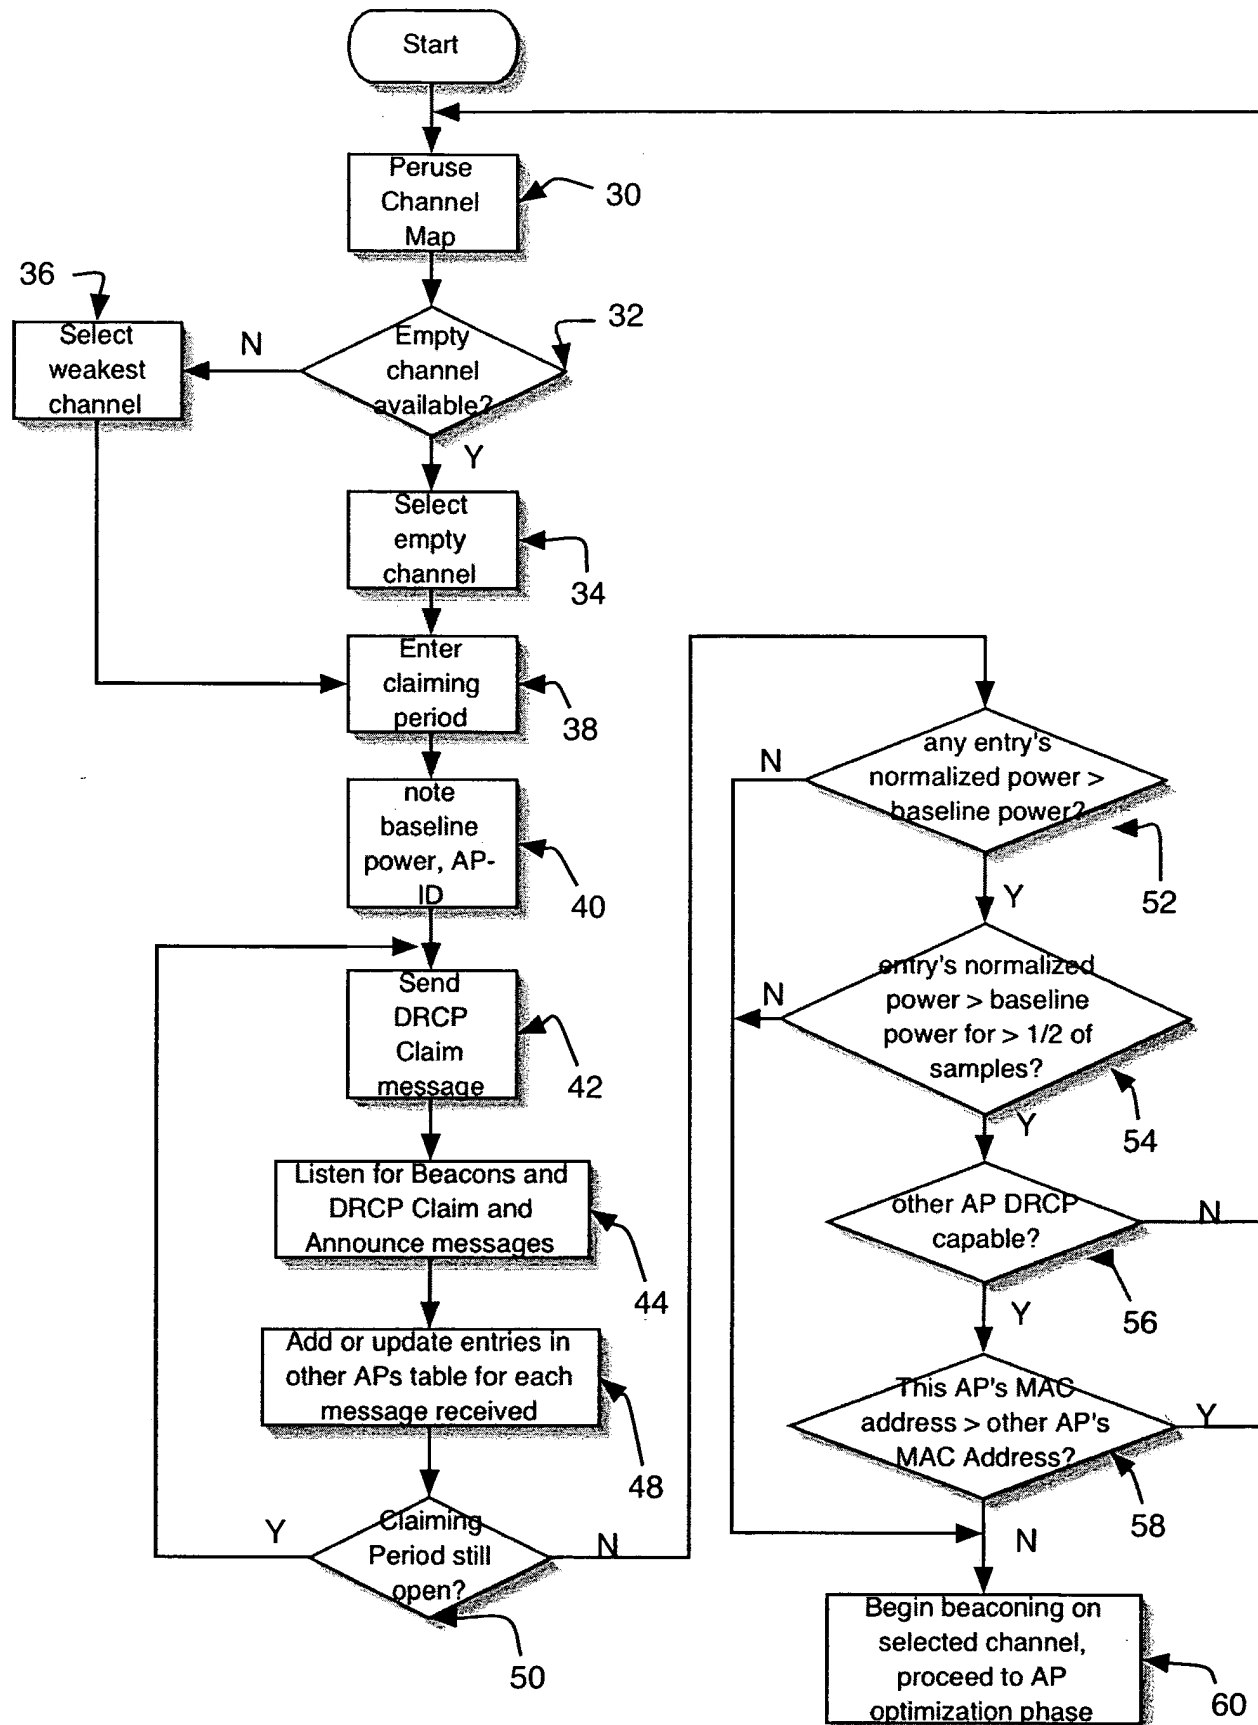 Start
Peruse
Channel
Map
30
36
32
Select
weakest
channel
N
Empty
channel
available?
Y
Select
empty
channel
34
Enter
claiming
period
38
note
baseline
power, AP-
ID
40
Send
DRCP
Claim
message
42
Listen for Beacons and
DRCP Claim and
Announce messages
44
Add or update entries in
other APs table for each
message received
48
Y
Claiming
Period still
open?
N
50
N
any entry's
normalized power >
baseline power?
52
Y
N
entry's normalized
power > baseline
power for > 1/2 of
samples?
54
Y
other AP DRCP
capable?
N
56
Y
This AP's MAC
address > other AP's
MAC Address?
Y
58
N
Begin beaconing on
selected channel,
proceed to AP
optimization phase
60